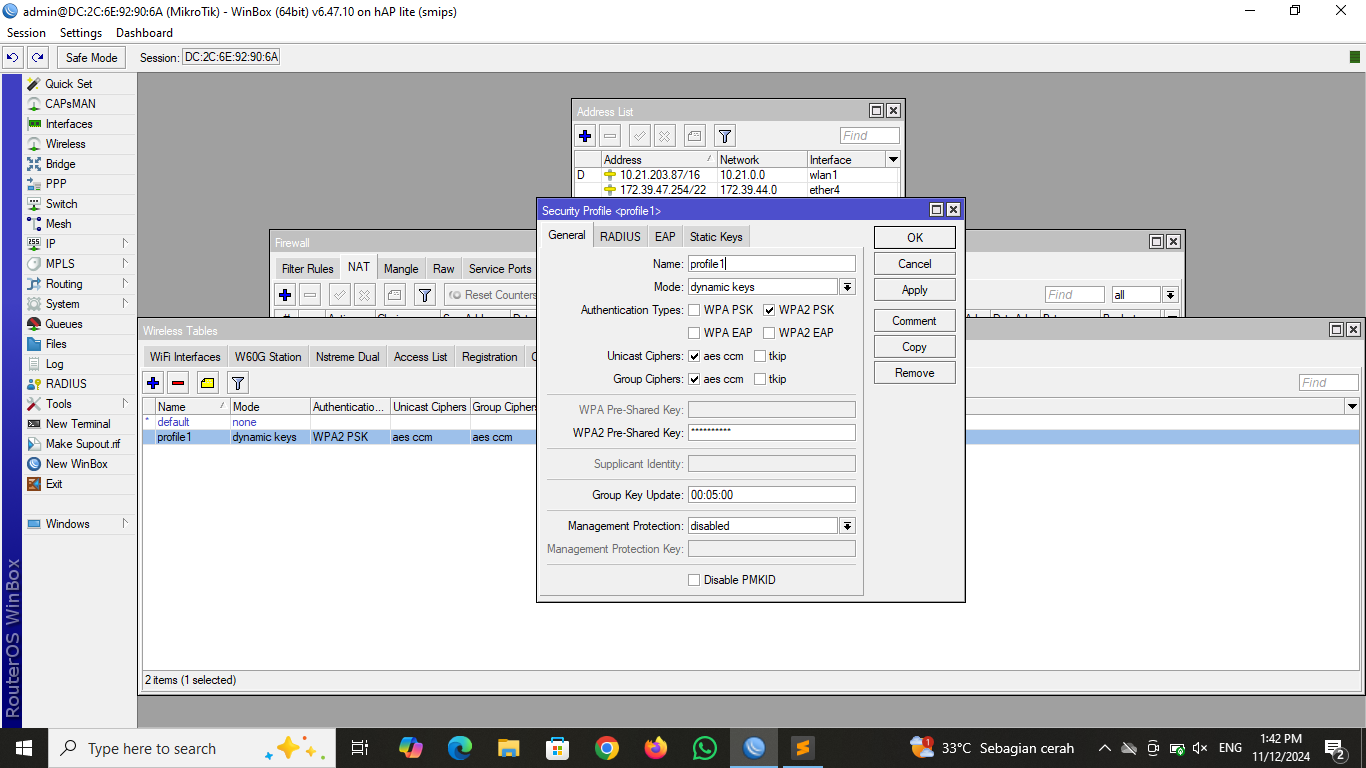 admin@DC:2C:6E:92:90:6A (MikroTik) - WinBox (64bit) v6.47.10 on hAP lite (smips)
Session Settings Dashboard
Safe Mode Session: DC:2C:6E:92:90:6A
Quick Set
CAPsMAN
Interfaces
Wireless
Bridge
PPP
Switch
Mesh
IP
MPLS
Routing
System
Queues
Files
Log
RADIUS
Tools
New Terminal
Make Supout.rif
New WinBox
Exit
Windows
RouterOS WinBox
Address List
Find
Address Network Interface
D 10.21.203.87/16 10.21.0.0 wlan1
172.39.47.254/22 172.39.44.0 ether4
Firewall
Filter Rules NAT Mangle Raw Service Ports
Reset Counters Find all
Wireless Tables
WiFi Interfaces W60G Station Nstreme Dual Access List Registration
Find
Name Mode Authenticatio... Unicast Ciphers Group Ciphers
* default none
profile1 dynamic keys WPA2 PSK aes ccm aes ccm
2 items (1 selected)
Security Profile <profile1>
General RADIUS EAP Static Keys
Name: profile1
Mode: dynamic keys
Authentication Types: WPA PSK WPA2 PSK
WPA EAP WPA2 EAP
Unicast Ciphers: aes ccm tkip
Group Ciphers: aes ccm tkip
WPA Pre-Shared Key:
WPA2 Pre-Shared Key: **********
Supplicant Identity:
Group Key Update: 00:05:00
Management Protection: disabled
Management Protection Key:
Disable PMKID
OK
Cancel
Apply
Comment
Copy
Remove
Type here to search
1
33°C Sebagian cerah
ENG
1:42 PM
11/12/2024
2